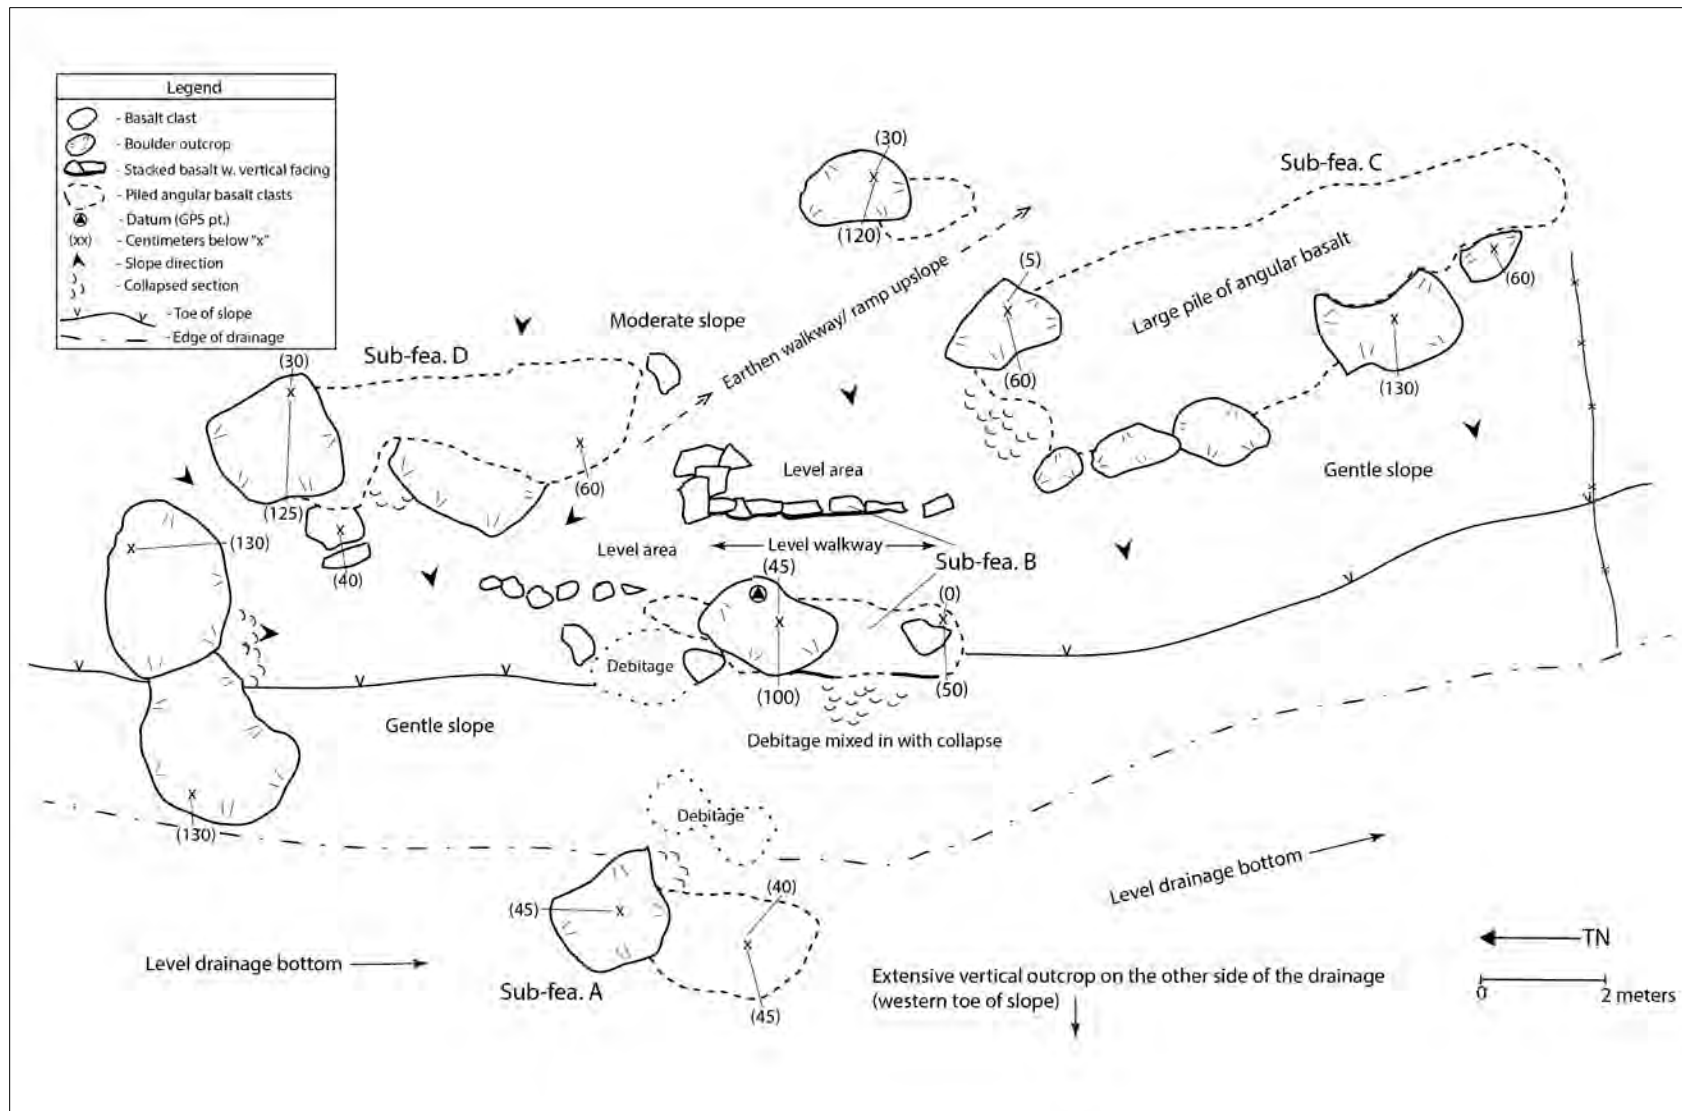 Legend
- Basalt clast
- Boulder outcrop
- Stacked basalt w. vertical facing
- Piled angular basalt clasts
- Datum (GPS pt.)
(xx) - Centimeters below "x"
- Slope direction
- Collapsed section
- Toe of slope
- Edge of drainage
(30)
(120)
Sub-fea. C
(5)
(60)
Large pile of angular basalt
(60)
(130)
Earthen walkway/ ramp upslope
Moderate slope
Sub-fea. D
(30)
(125)
(60)
(40)
(130)
Level area
Gentle slope
Level area
Level walkway
Sub-fea. B
(45)
(0)
Debitage
(100)
(50)
Gentle slope
Debitage mixed in with collapse
(130)
Debitage
(45)
(40)
(45)
Sub-fea. A
Level drainage bottom
Level drainage bottom
Extensive vertical outcrop on the other side of the drainage
(western toe of slope)
TN
0 2 meters